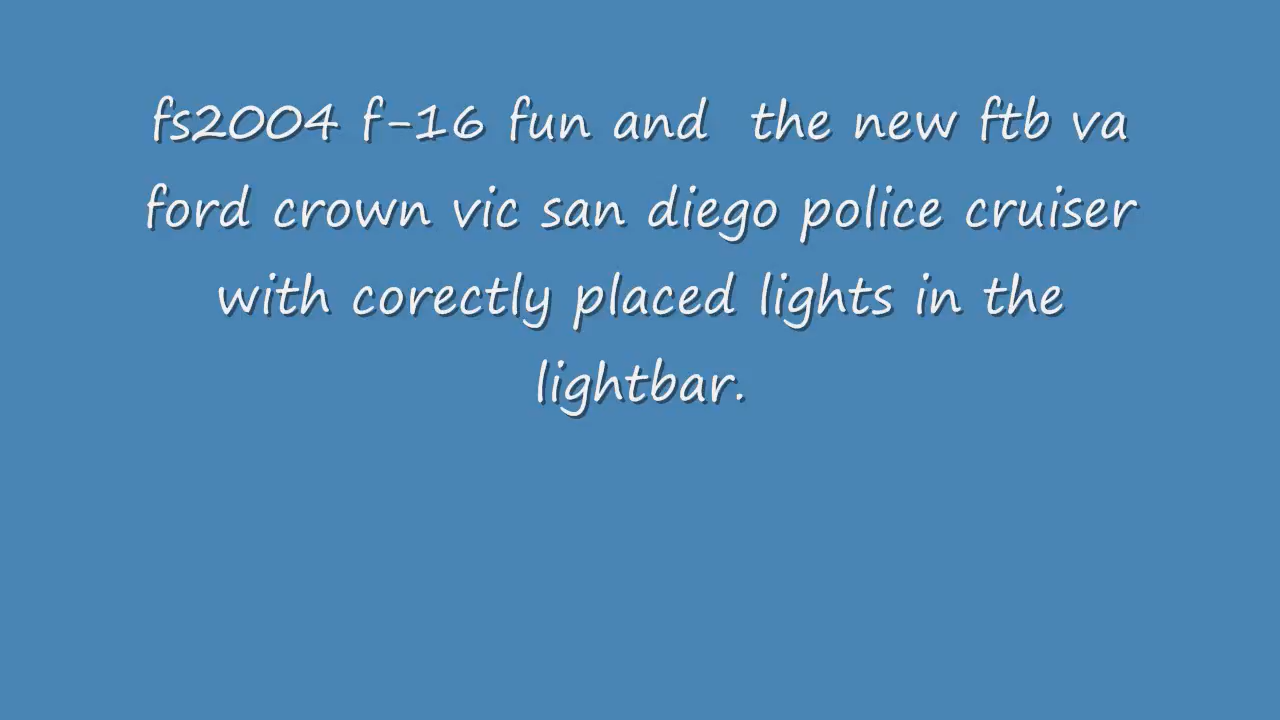 fs2004 f-16 fun and  the new ftb va
ford crown vic san diego police cruiser
with corectly placed lights in the
lightbar.